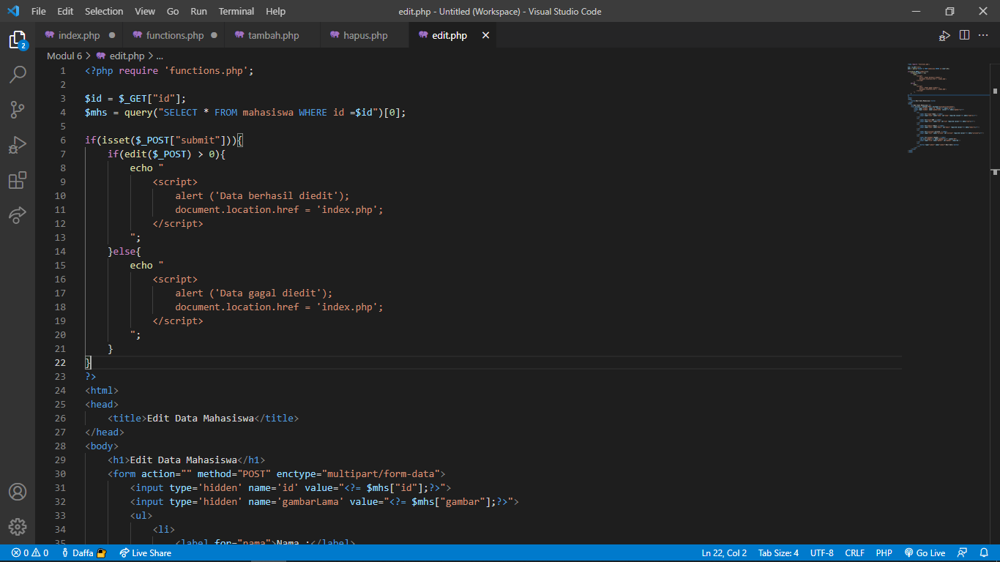 File Edit Selection View Go Run Terminal Help edit.php - Untitled (Workspace) - Visual Studio Code
index.php functions.php tambah.php hapus.php edit.php
2
Modul 6 > edit.php > ...
1 <?php require 'functions.php';
2
3 $id = $_GET["id"];
4 $mhs = query("SELECT * FROM mahasiswa WHERE id =$id")[0];
5
6 if(isset($_POST["submit"])){
7 if(edit($_POST) > 0){
8 echo "
9 <script>
10 alert ('Data berhasil diedit');
11 document.location.href = 'index.php';
12 </script>
13 ";
14 }else{
15 echo "
16 <script>
17 alert ('Data gagal diedit');
18 document.location.href = 'index.php';
19 </script>
20 ";
21 }
22 }
23 ?>
24 <html>
25 <head>
26 <title>Edit Data Mahasiswa</title>
27 </head>
28 <body>
29 <h1>Edit Data Mahasiswa</h1>
30 <form action="" method="POST" enctype="multipart/form-data">
31 <input type='hidden' name='id' value="<?= $mhs["id"];?>">
32 <input type='hidden' name='gambarLama' value="<?= $mhs["gambar"];?>">
33 <ul>
34 <li>
35 <label for="nama">Nama :</label>
0 0 Daffa Live Share Ln 22, Col 2 Tab Size: 4 UTF-8 CRLF PHP Go Live